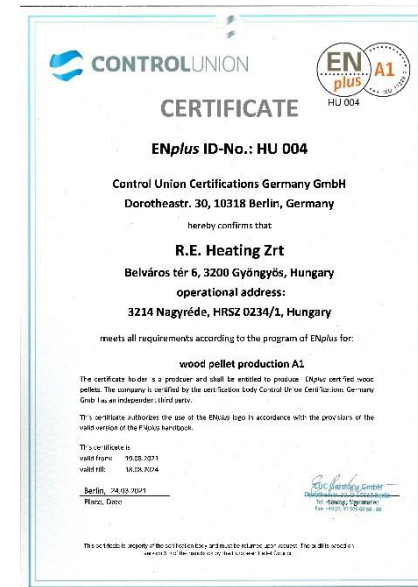 CONTROLUNION
EN
plus
A1
HU 004
CERTIFICATE
ENplus ID-No.: HU 004
Control Union Certifications Germany GmbH
Dorotheastr. 30, 10318 Berlin, Germany
hereby confirms that
R.E. Heating Zrt
Belváros tér 6, 3200 Gyöngyös, Hungary
operational address:
3214 Nagyréde, HRSZ 0234/1, Hungary
meets all requirements according to the program of ENplus for:
wood pellet production A1
The certificate holder is a producer and shall be entitled to produce ENplus certified wood
pellets. The company is certified by the certification body Control Union Certifications Germany
GmbH as an independent third party.
This certificate authorizes the use of the ENplus logo in accordance with the provisions of the
valid version of the ENplus handbook.
This certificate is
valid from: 19.08.2021
valid till: 18.08.2024
Berlin, 24.03.2021
Place, Date
CUC Germany GmbH